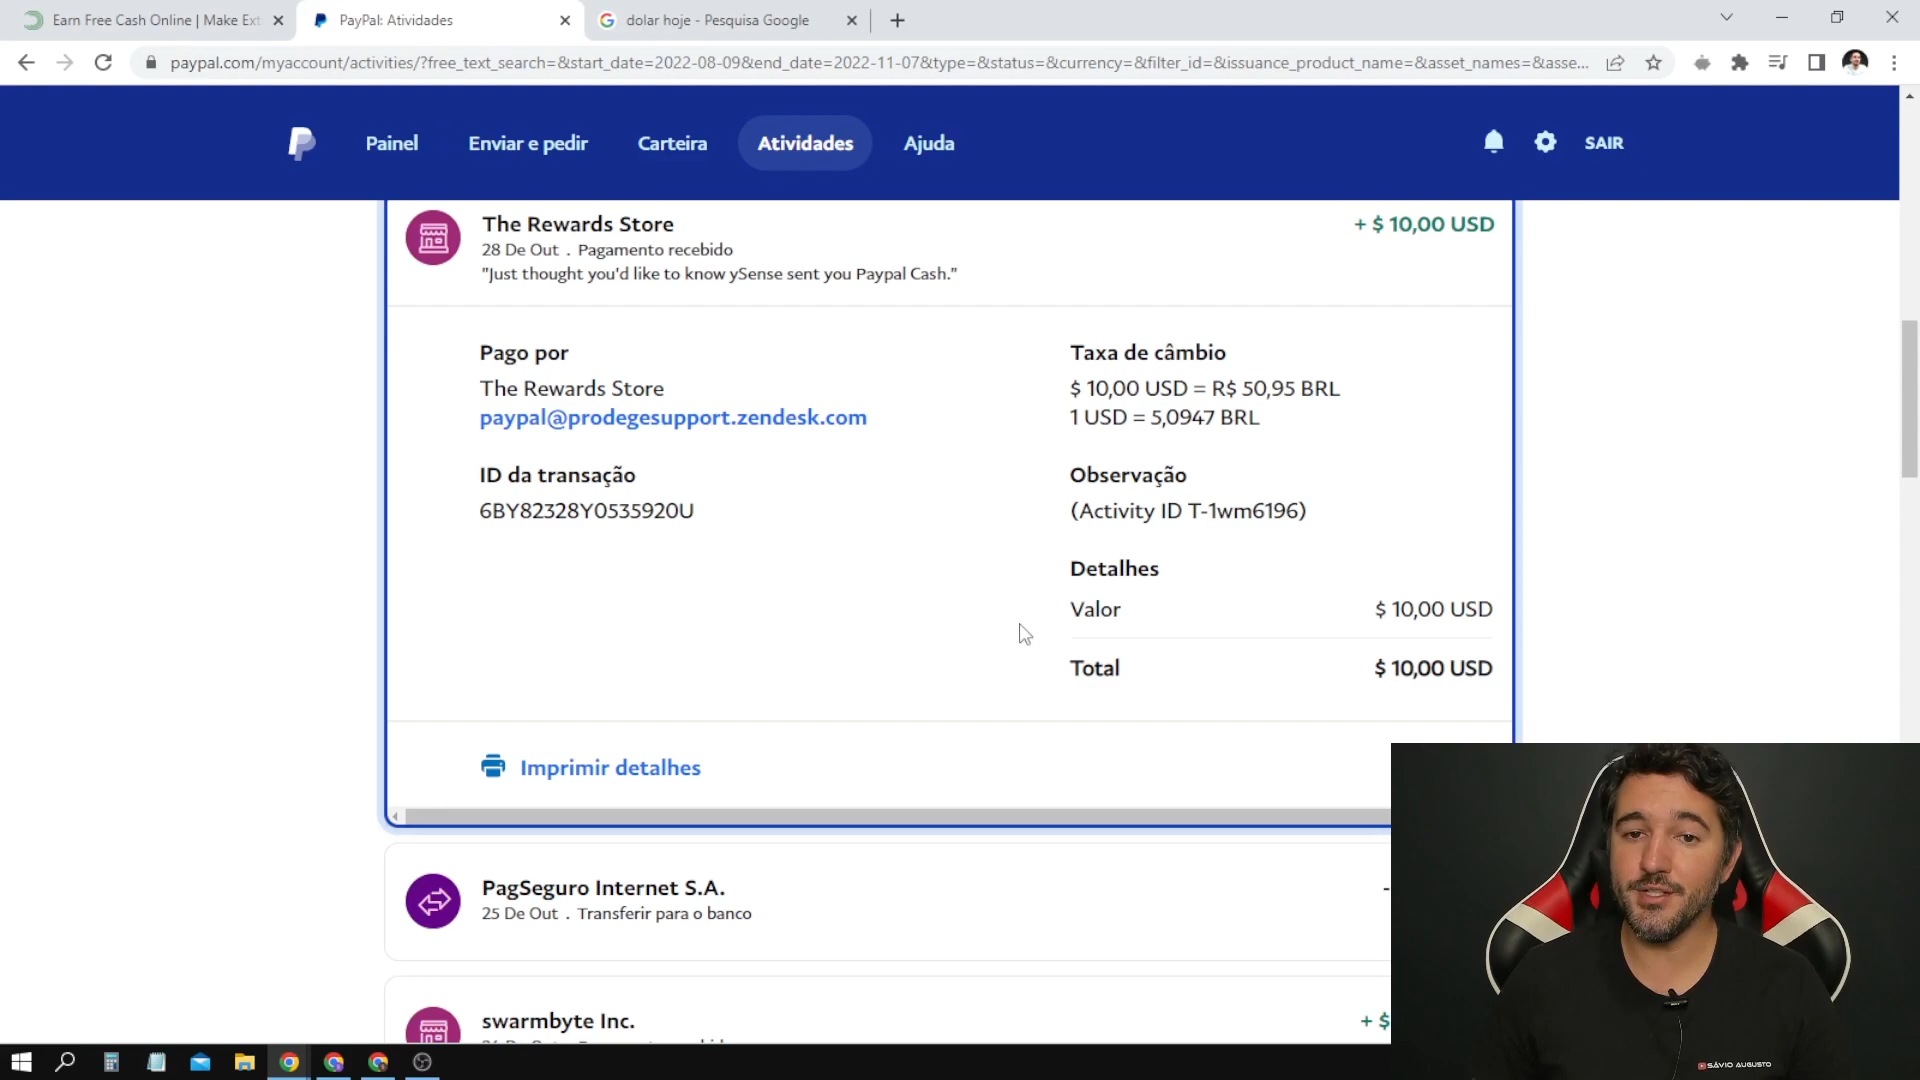 Earn Free Cash Online | Make Ext
PayPal: Atividades
dolar hoje - Pesquisa Google
paypal.com/myaccount/activities/?free_text_search=&start_date=2022-08-09&end_date=2022-11-07&type=&status=&currency=&filter_id=&issuance_product_name=&asset_names=&asse...
Painel
Enviar e pedir
Carteira
Atividades
Ajuda
SAIR
The Rewards Store
+ $ 10,00 USD
28 De Out . Pagamento recebido
"Just thought you'd like to know ySense sent you Paypal Cash."
Pago por
The Rewards Store
paypal@prodegesupport.zendesk.com
ID da transação
6BY82328Y0535920U
Taxa de câmbio
$ 10,00 USD = R$ 50,95 BRL
1 USD = 5,0947 BRL
Observação
(Activity ID T-1wm6196)
Detalhes
Valor $ 10,00 USD
Total $ 10,00 USD
Imprimir detalhes
PagSeguro Internet S.A.
-
25 De Out . Transferir para o banco
swarmbyte Inc.
+ $
SÁVIO AUGUSTO